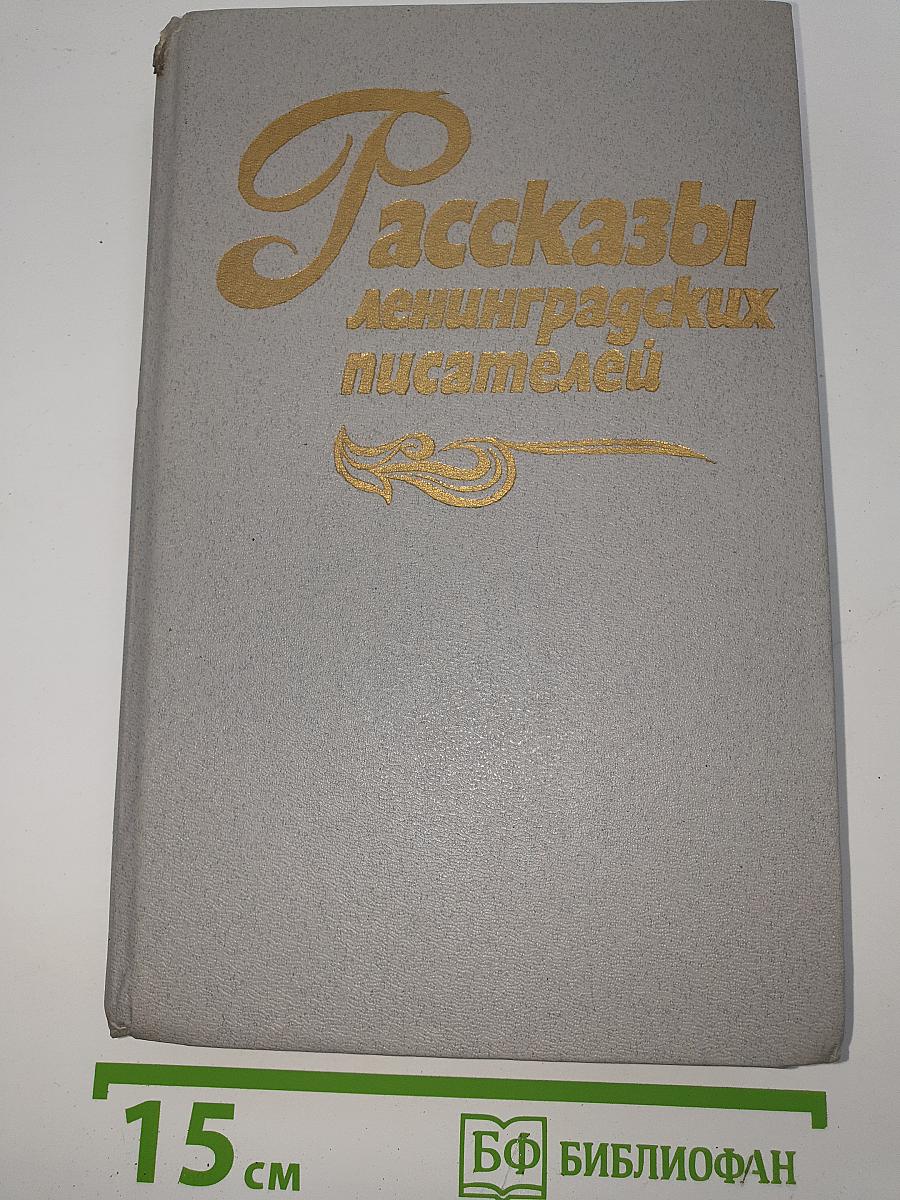 Рассказы
ленинградских
писателей
15 см
БФ БИБЛИОФАН